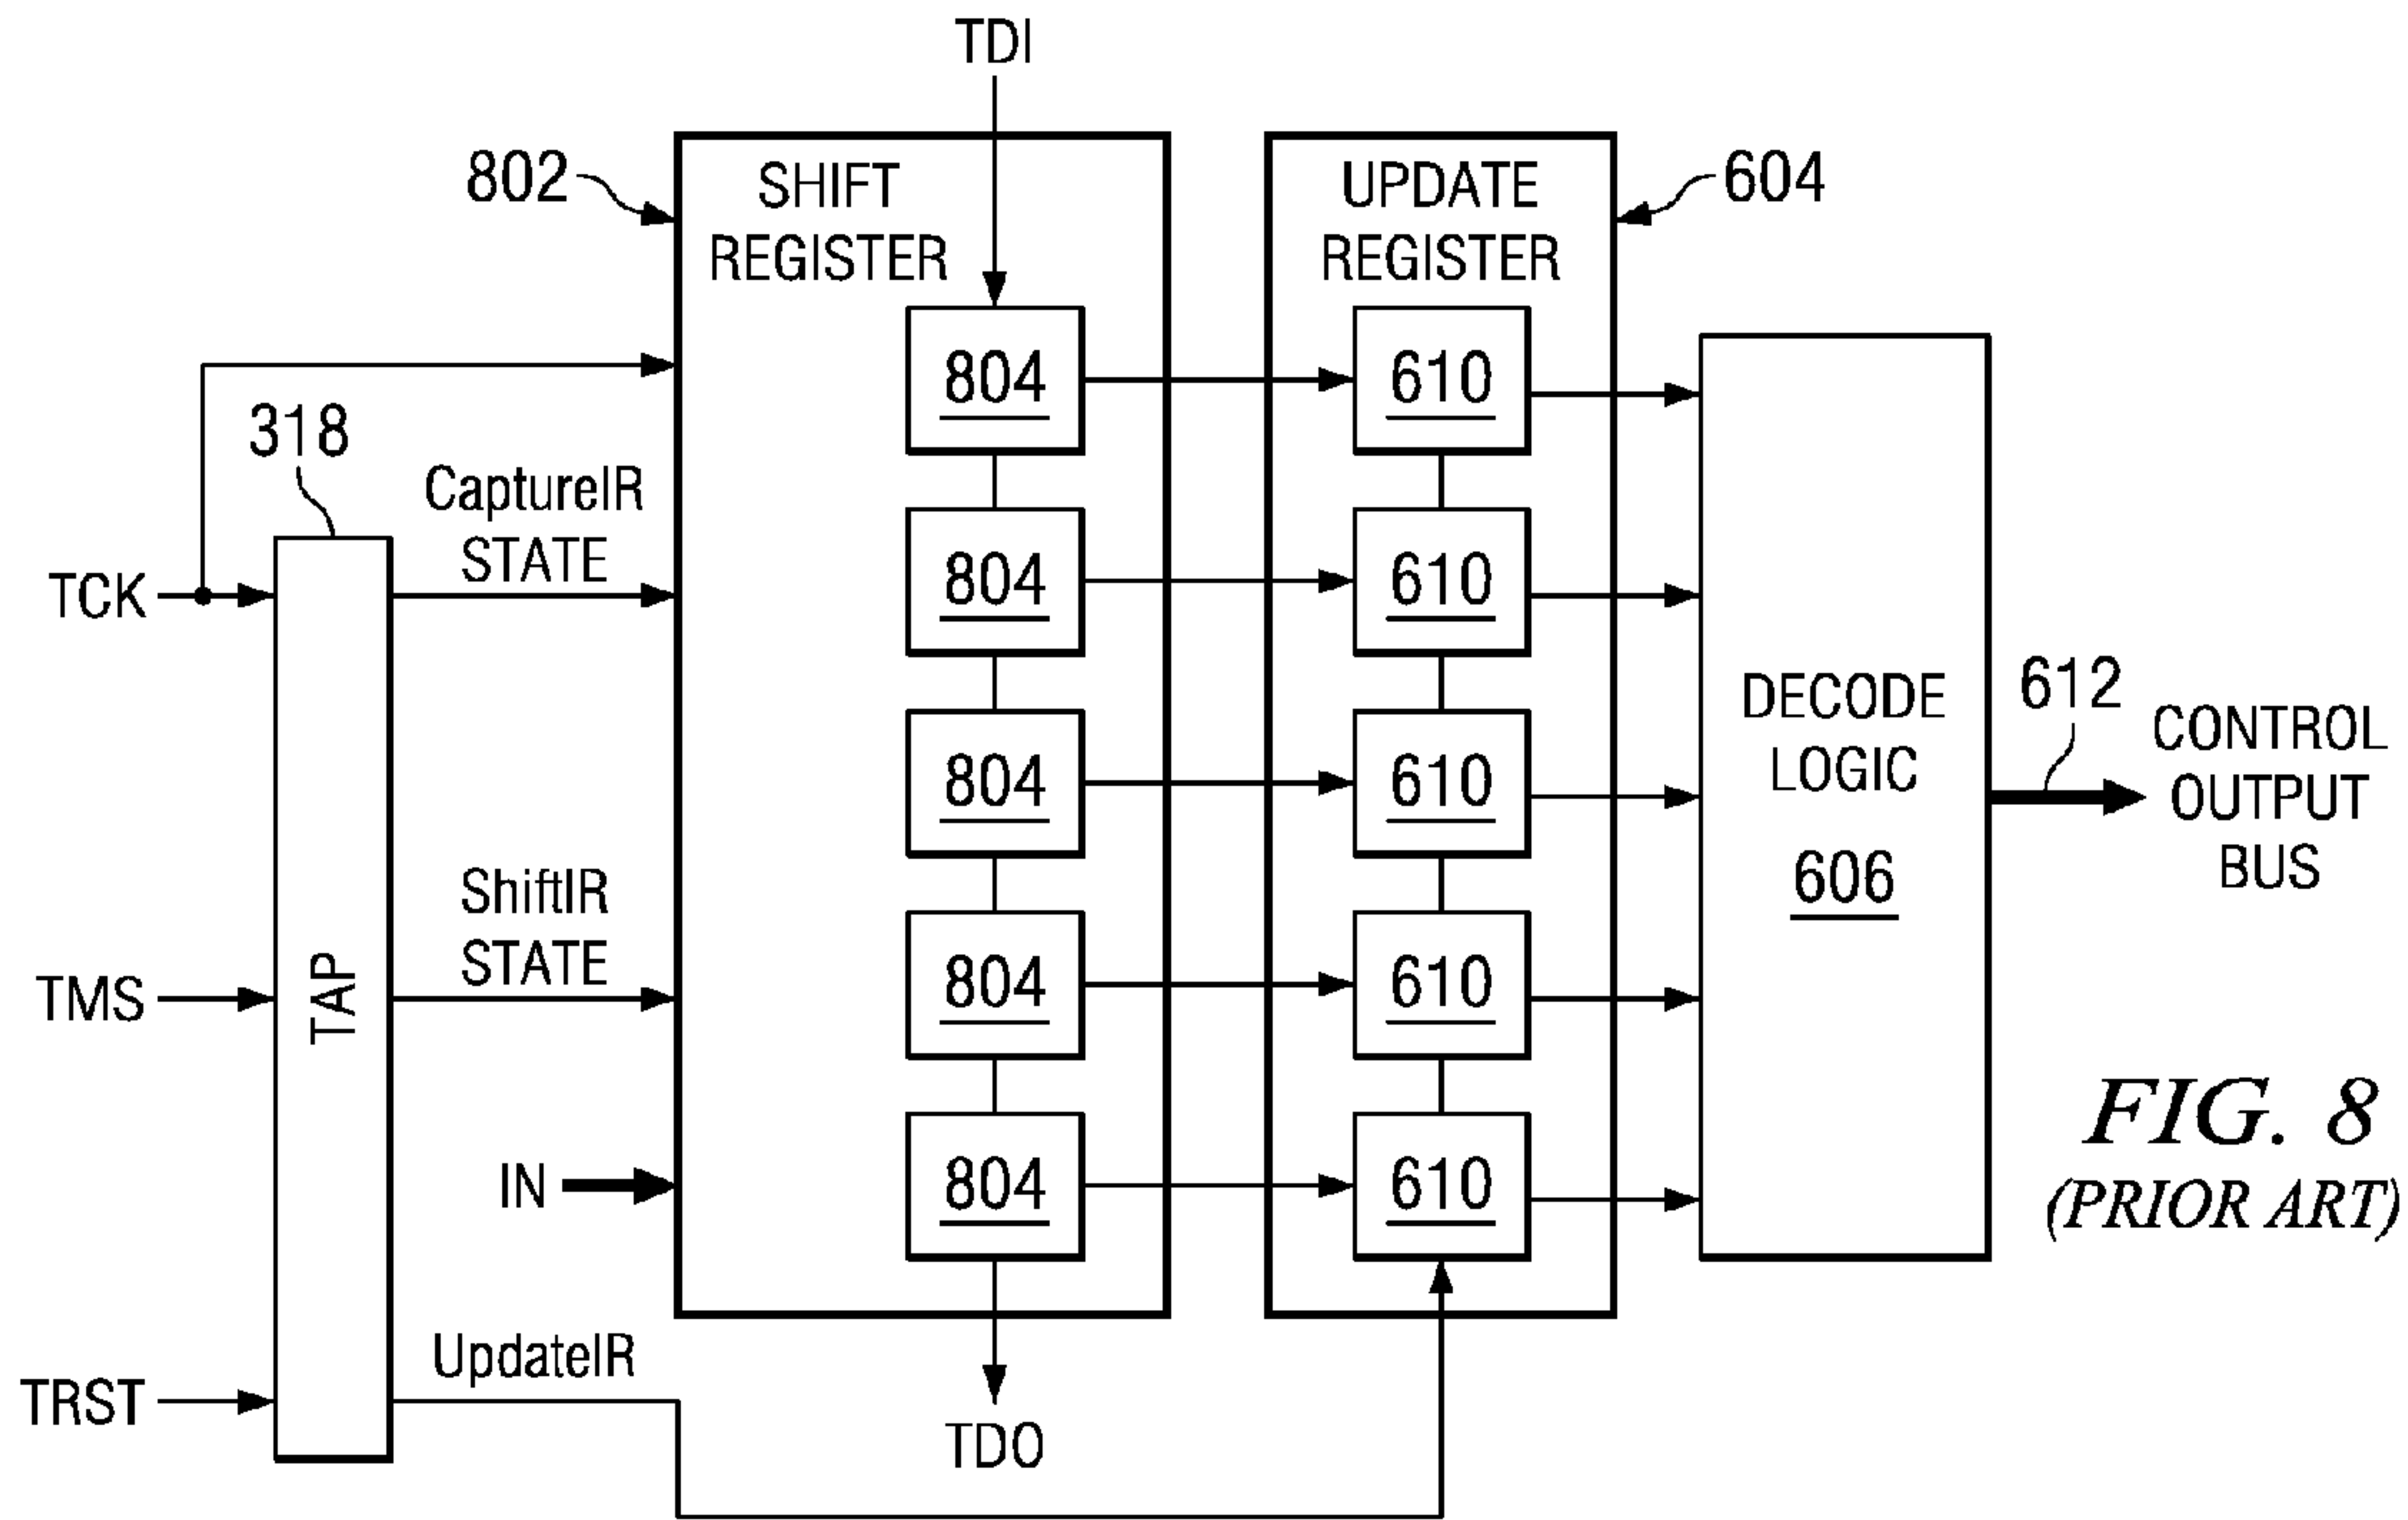 TDI
802
SHIFT
REGISTER
UPDATE
REGISTER
604
318
CaptureIR
STATE
TCK
804
610
804
610
804
610
804
610
804
610
DECODE
LOGIC
606
612
CONTROL
OUTPUT
BUS
ShiftIR
STATE
TMS
TAP
IN
UpdateIR
TRST
TDO
FIG. 8
(PRIOR ART)